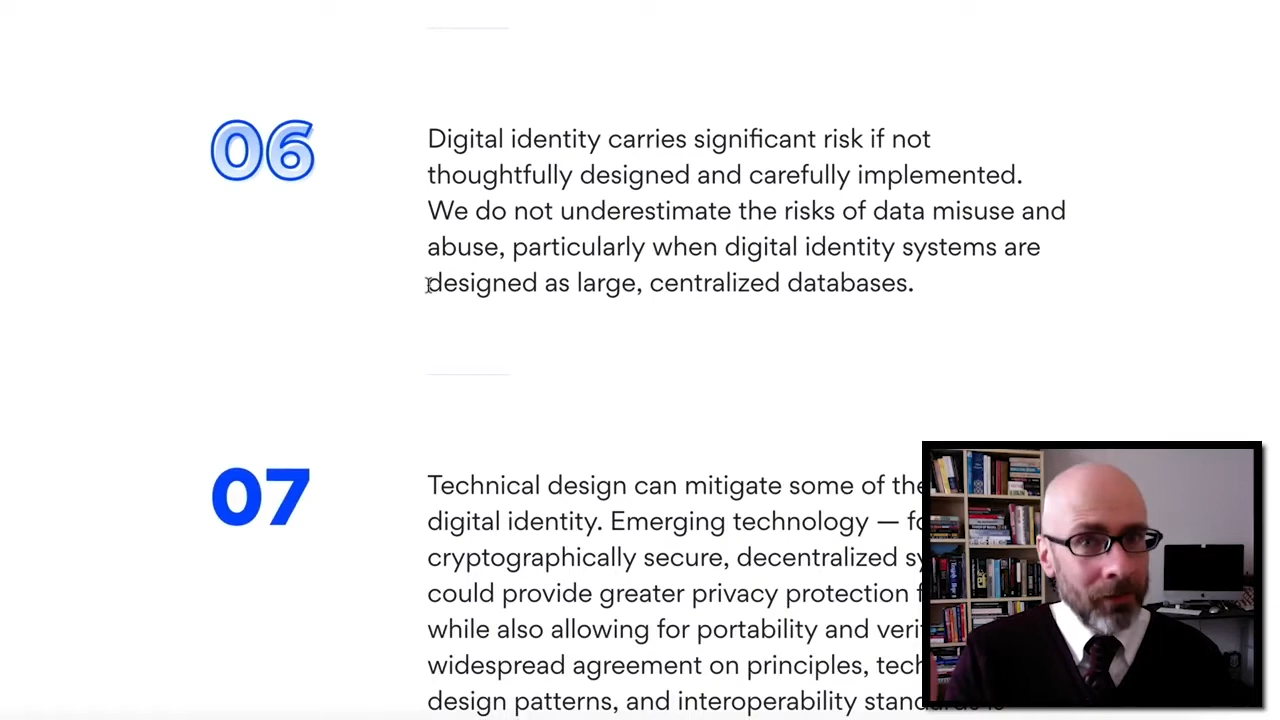 06
Digital identity carries significant risk if not
thoughtfully designed and carefully implemented.
We do not underestimate the risks of data misuse and
abuse, particularly when digital identity systems are
designed as large, centralized databases.
07
Technical design can mitigate some of the
digital identity. Emerging technology —
cryptographically secure, decentralized
could provide greater privacy protection
while also allowing for portability and
widespread agreement on principles,
design patterns, and interoperability